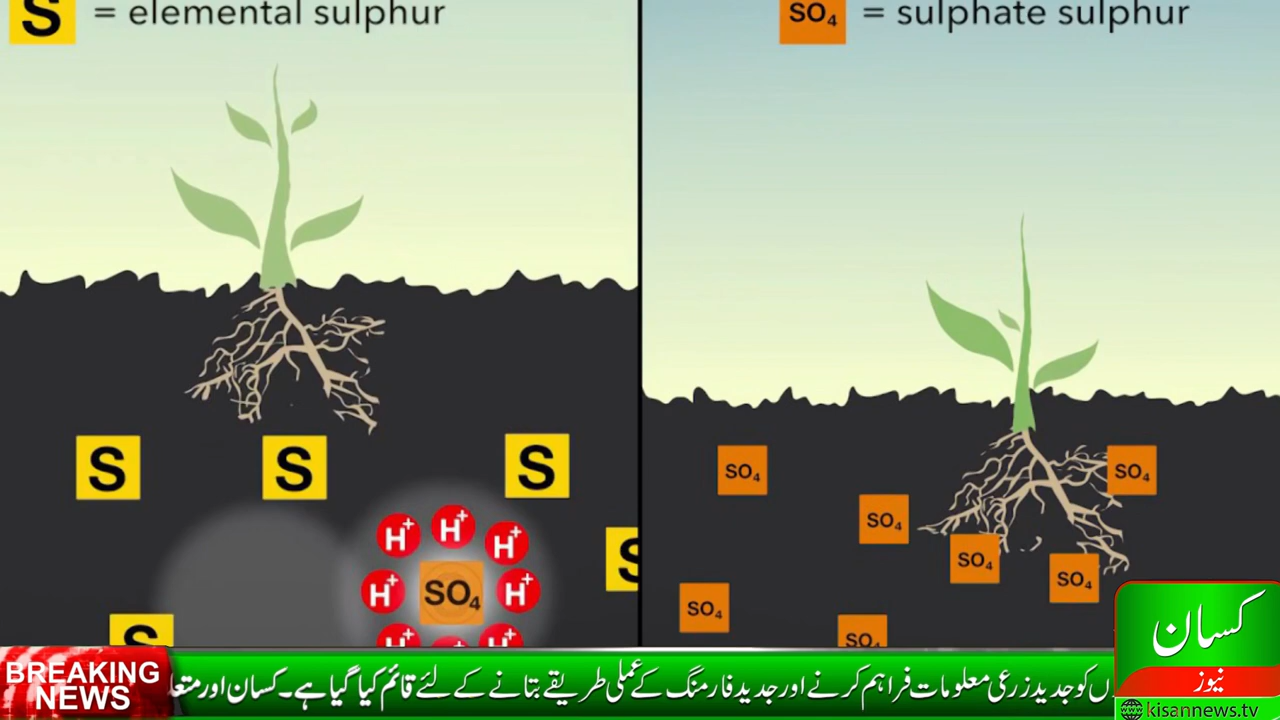 S = elemental sulphur
SO₄ = sulphate sulphur
S S S
SO₄ SO₄
H⁺ H⁺ H⁺
SO₄
S
SO₄
H⁺ SO₄ H⁺
SO₄
SO₄
S
H⁺ H⁺
SO₄
کسان
نیوز
kisannews.tv
BREAKING
NEWS
کو جدید زرعی معلومات فراہم کرنے اور جدید فارمنگ کے عملی طریقے بتانے کے لئے قائم کیا گیا ہے۔ کسان اور